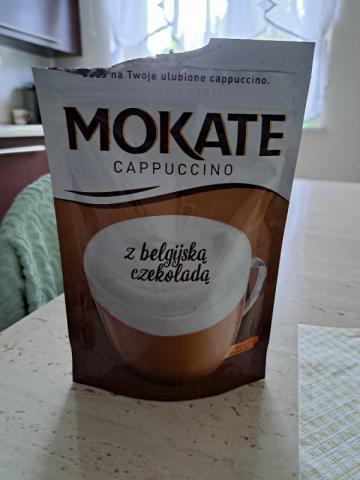 na Twoje ulubione cappuccino.
MOKATE
CAPPUCCINO
z belgijską
czekoladą